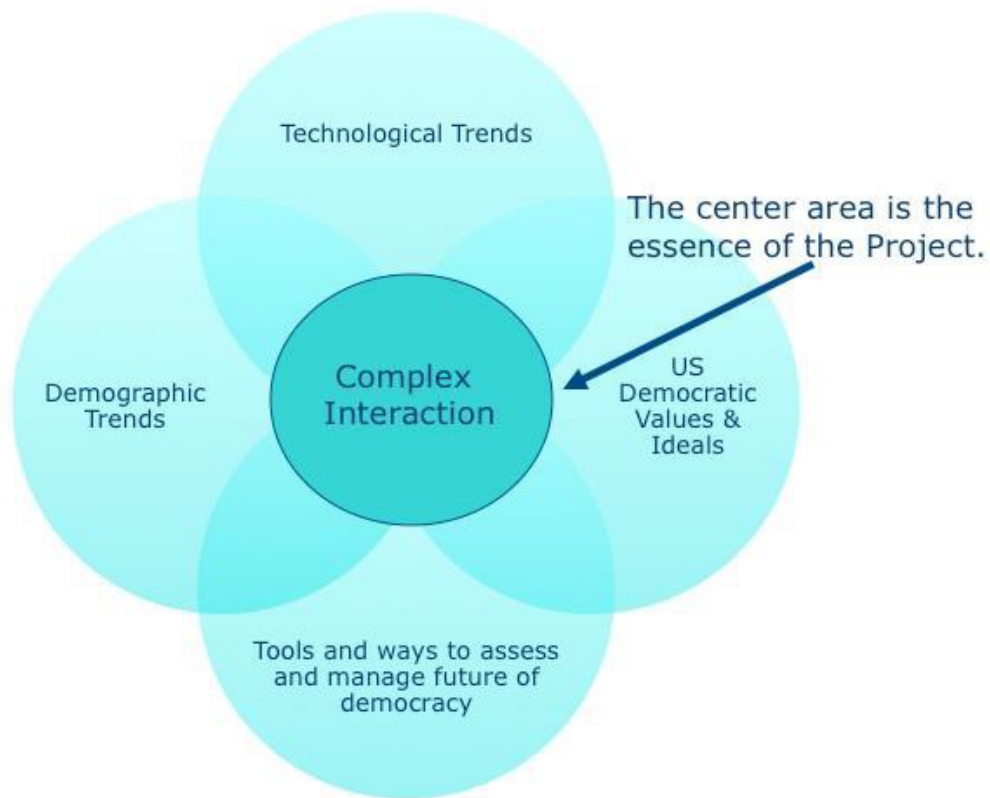 Technological Trends
The center area is the
essence of the Project.
Demographic
Trends
Complex
Interaction
US
Democratic
Values &
Ideals
Tools and ways to assess
and manage future of
democracy